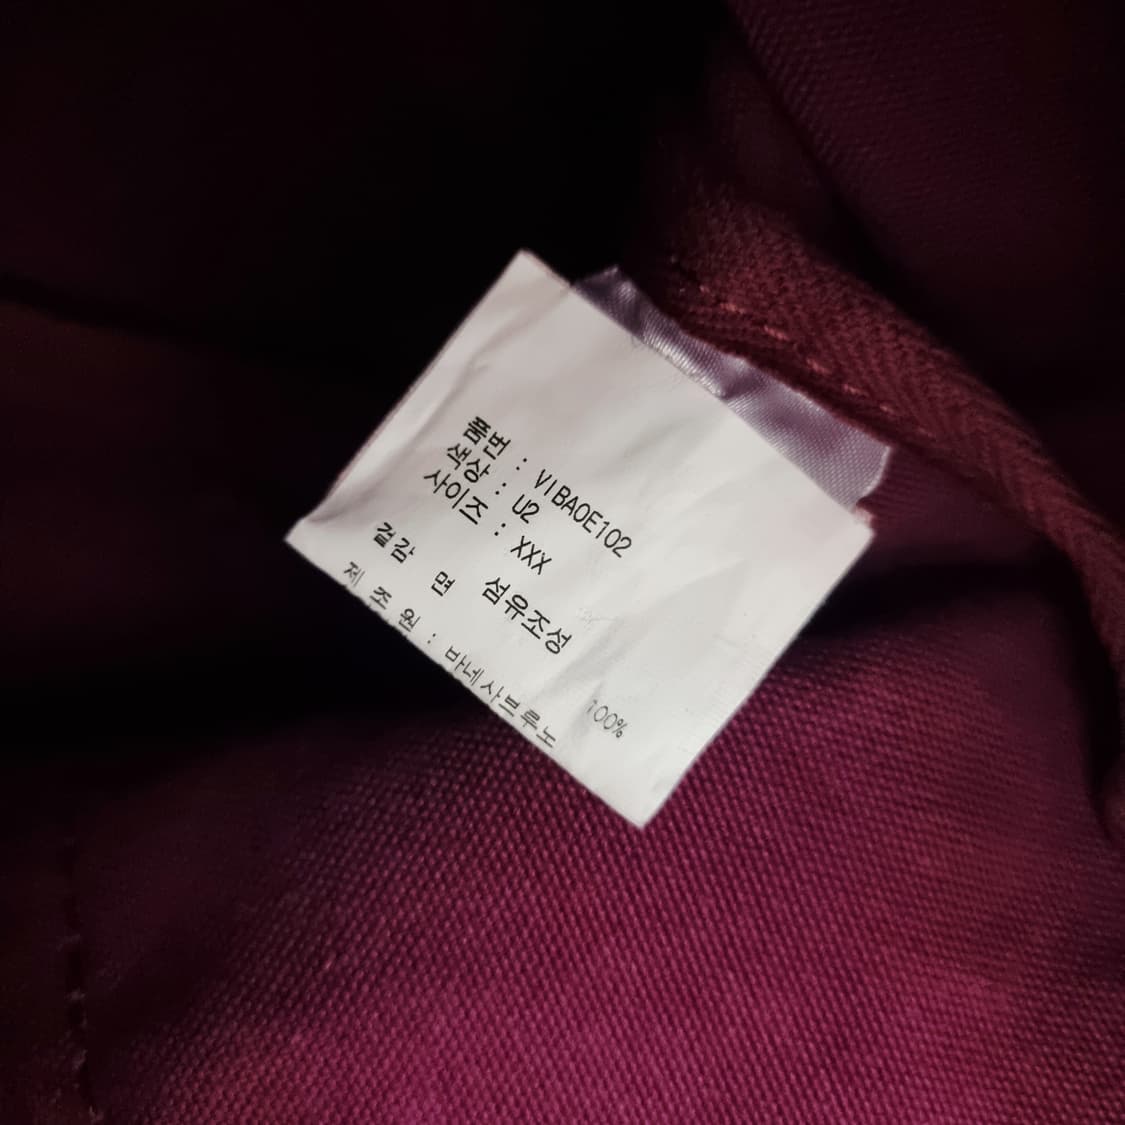 품번 : VIBAOE102
색상 : U2
사이즈 : XXX
섬유조성
겉감 면 100%
제 조 원 : 바네사브루노